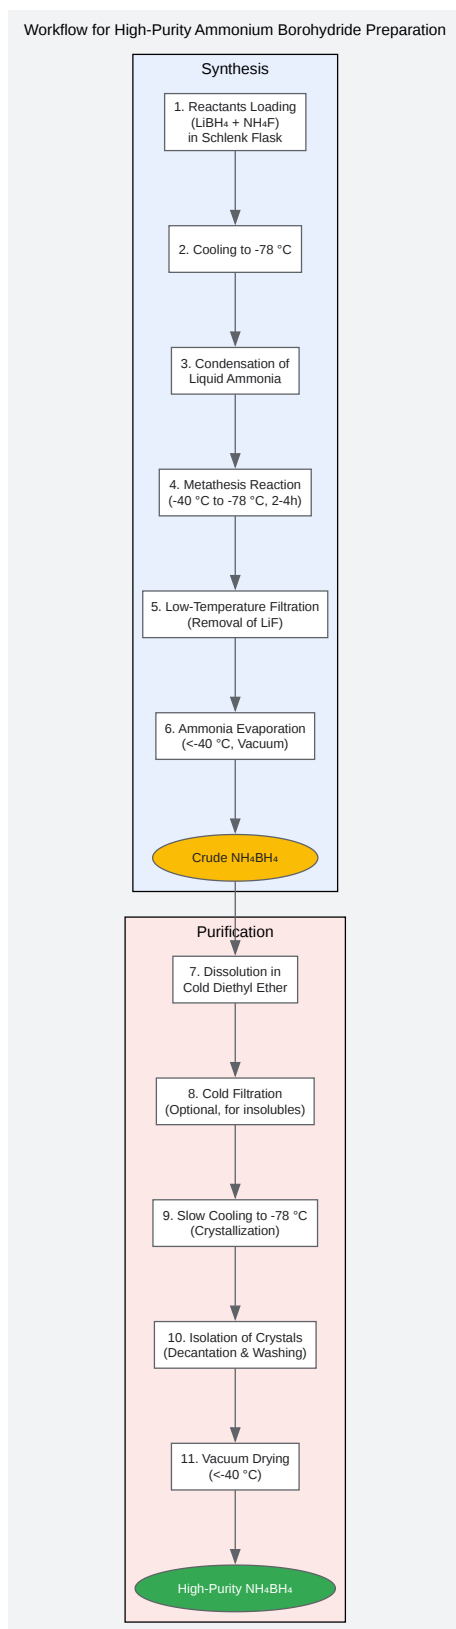 Workflow for High-Purity Ammonium Borohydride Preparation
Synthesis
1. Reactants Loading
(LiBH₄ + NH₄F)
in Schlenk Flask
2. Cooling to -78 °C
3. Condensation of
Liquid Ammonia
4. Metathesis Reaction
(-40 °C to -78 °C, 2-4h)
5. Low-Temperature Filtration
(Removal of LiF)
6. Ammonia Evaporation
(<-40 °C, Vacuum)
Crude NH₄BH₄
Purification
7. Dissolution in
Cold Diethyl Ether
8. Cold Filtration
(Optional, for insolubles)
9. Slow Cooling to -78 °C
(Crystallization)
10. Isolation of Crystals
(Decantation & Washing)
11. Vacuum Drying
(<-40 °C)
High-Purity NH₄BH₄